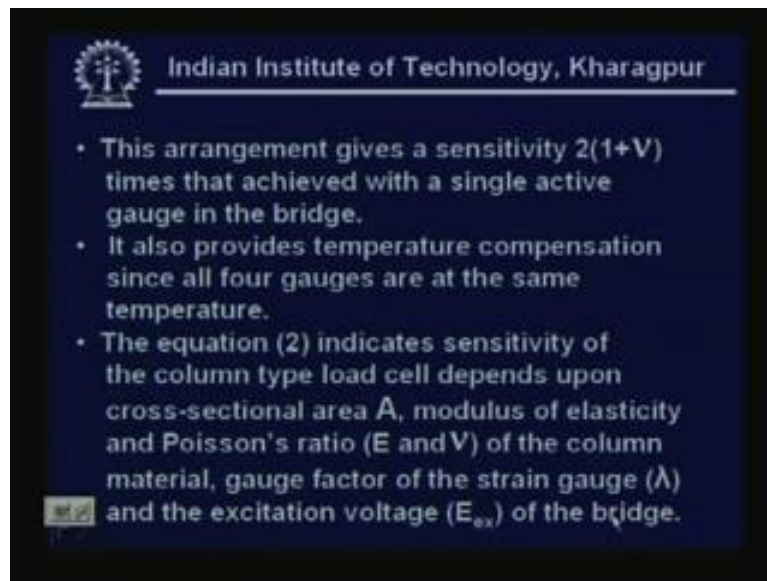 Indian Institute of Technology, Kharagpur
• This arrangement gives a sensitivity 2(1+V)
times that achieved with a single active
gauge in the bridge.
• It also provides temperature compensation
since all four gauges are at the same
temperature.
• The equation (2) indicates sensitivity of
the column type load cell depends upon
cross-sectional area A, modulus of elasticity
and Poisson's ratio (E and V) of the column
material, gauge factor of the strain gauge (λ)
and the excitation voltage (Eₑₓ) of the bridge.